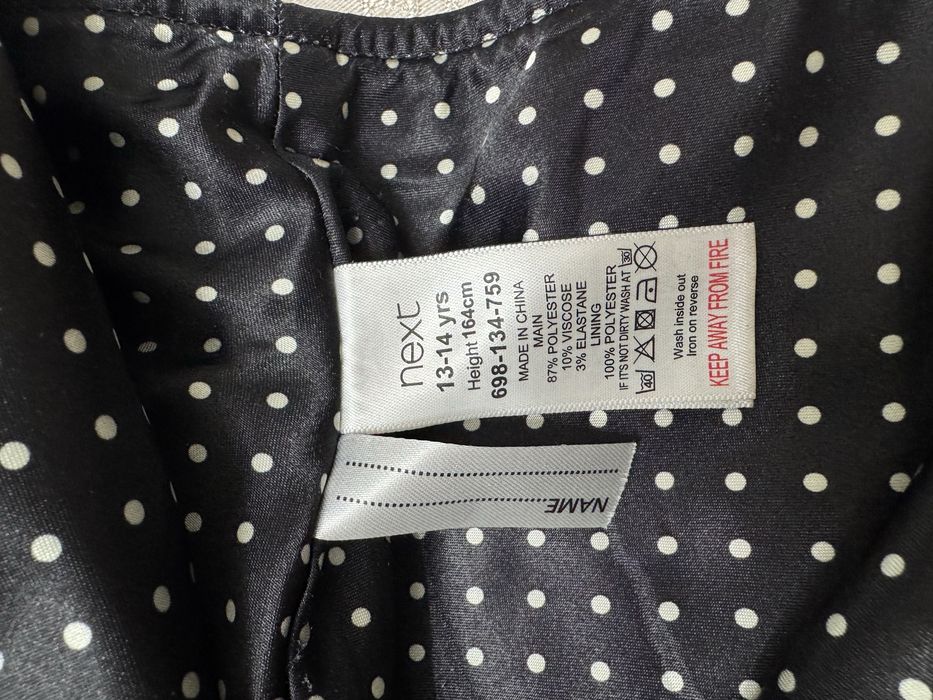 next
13-14 yrs
Height 164cm
698-134-759
MADE IN CHINA
MAIN
87% POLYESTER
10% VISCOSE
3% ELASTANE
LINING
100% POLYESTER
IF IT'S NOT DIRTY WASH AT 30
40
Wash inside out
Iron on reverse
KEEP AWAY FROM FIRE
NAME